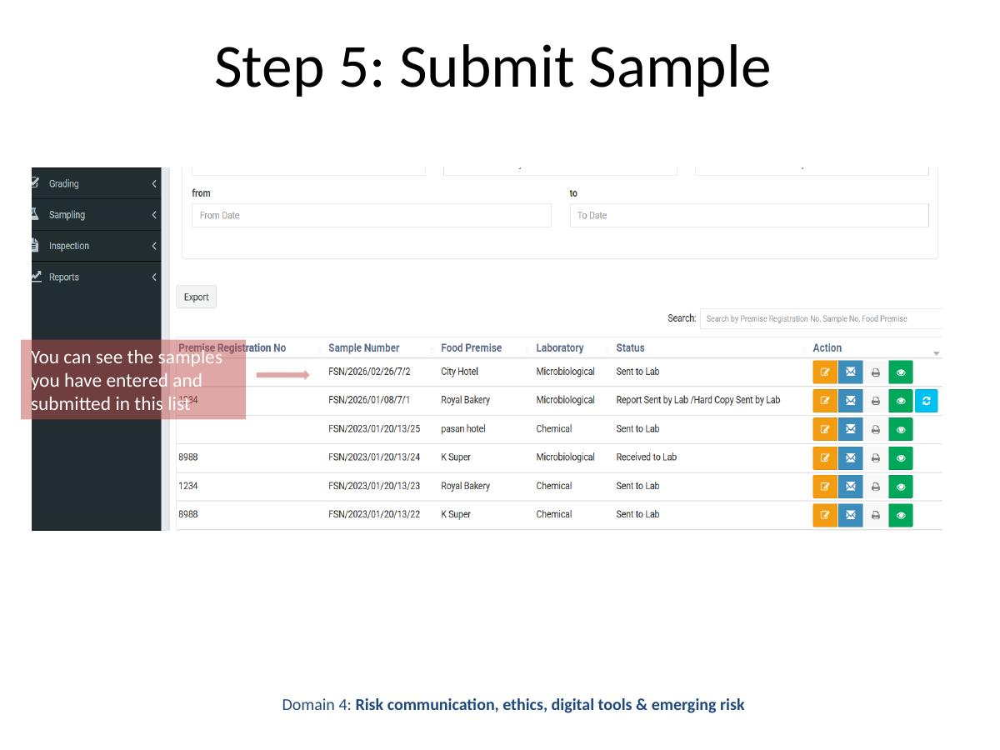 Step 5: Submit Sample
Grading
Sampling
Inspection
Reports
from
to
From Date
To Date
Export
Search: Search by Premise Registration No, Sample No, Food Premise
Premise Registration No Sample Number Food Premise Laboratory Status Action
You can see the samples
you have entered and
submitted in this list
FSN/2026/02/26/7/2 City Hotel Microbiological Sent to Lab
1234 FSN/2026/01/08/7/1 Royal Bakery Microbiological Report Sent by Lab /Hard Copy Sent by Lab
FSN/2023/01/20/13/25 pasan hotel Chemical Sent to Lab
8988 FSN/2023/01/20/13/24 K Super Microbiological Received to Lab
1234 FSN/2023/01/20/13/23 Royal Bakery Chemical Sent to Lab
8988 FSN/2023/01/20/13/22 K Super Chemical Sent to Lab
Domain 4: Risk communication, ethics, digital tools & emerging risk